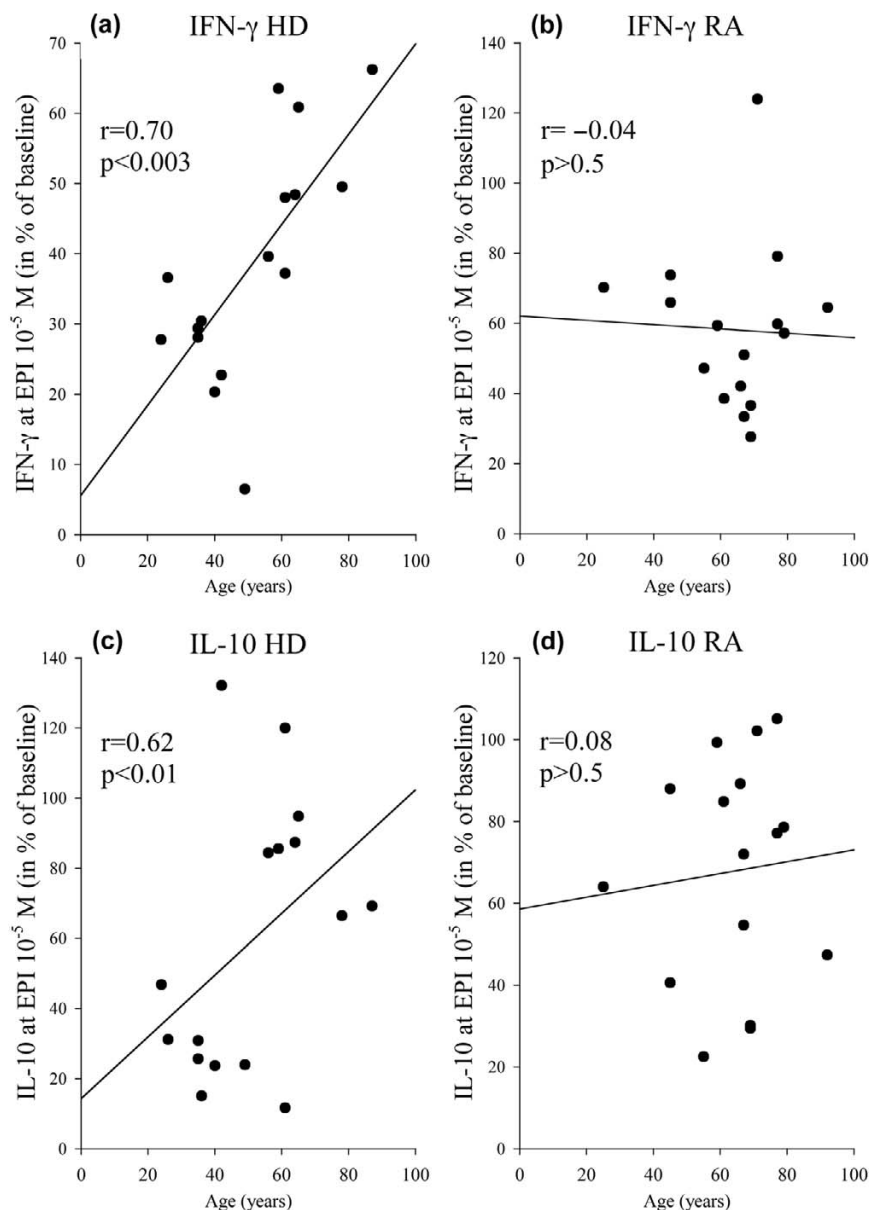 (a) IFN-γ HD
IFN-γ at EPI 10⁻⁵ M (in % of baseline)
70
60
50
40
30
20
10
0
r=0.70
p<0.003
0 20 40 60 80 100
Age (years)
(b) IFN-γ RA
IFN-γ at EPI 10⁻⁵ M (in % of baseline)
140
120
100
80
60
40
20
0
r= −0.04
p>0.5
0 20 40 60 80 100
Age (years)
(c) IL-10 HD
IL-10 at EPI 10⁻⁵ M (in % of baseline)
140
120
100
80
60
40
20
0
r=0.62
p<0.01
0 20 40 60 80 100
Age (years)
(d) IL-10 RA
IL-10 at EPI 10⁻⁵ M (in % of baseline)
120
100
80
60
40
20
0
r=0.08
p>0.5
0 20 40 60 80 100
Age (years)